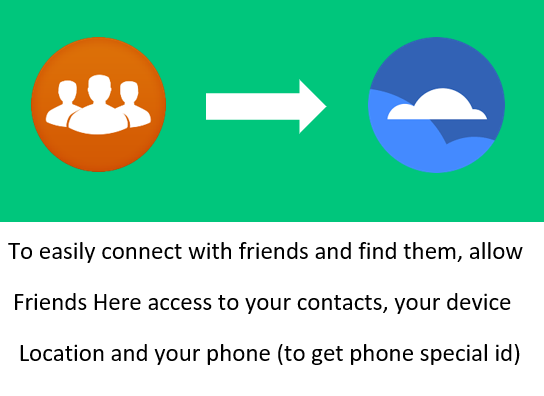 To easily connect with friends and find them, allow
Friends Here access to your contacts, your device
Location and your phone (to get phone special id)